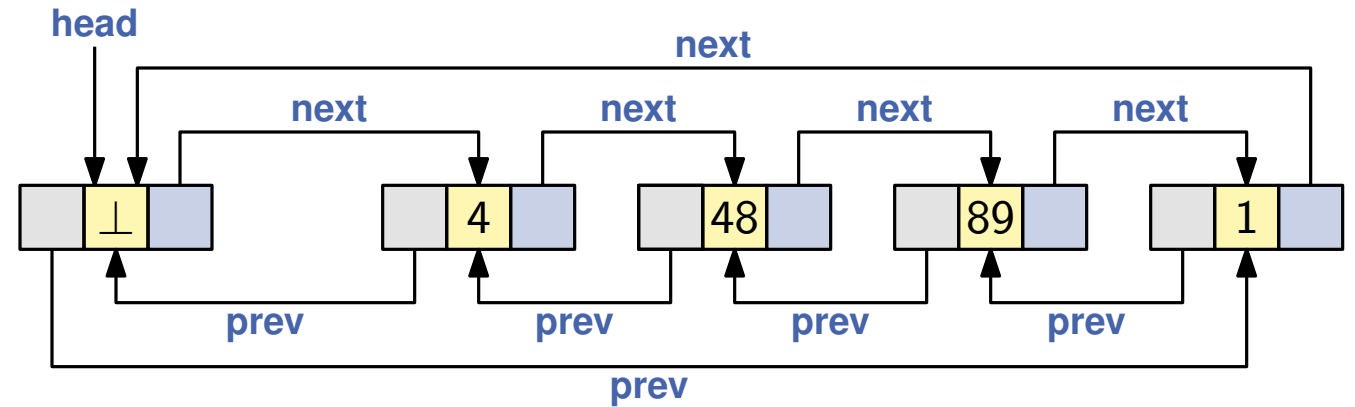 head
next
next next next next
⊥ 4 48 89 1
prev prev prev prev
prev